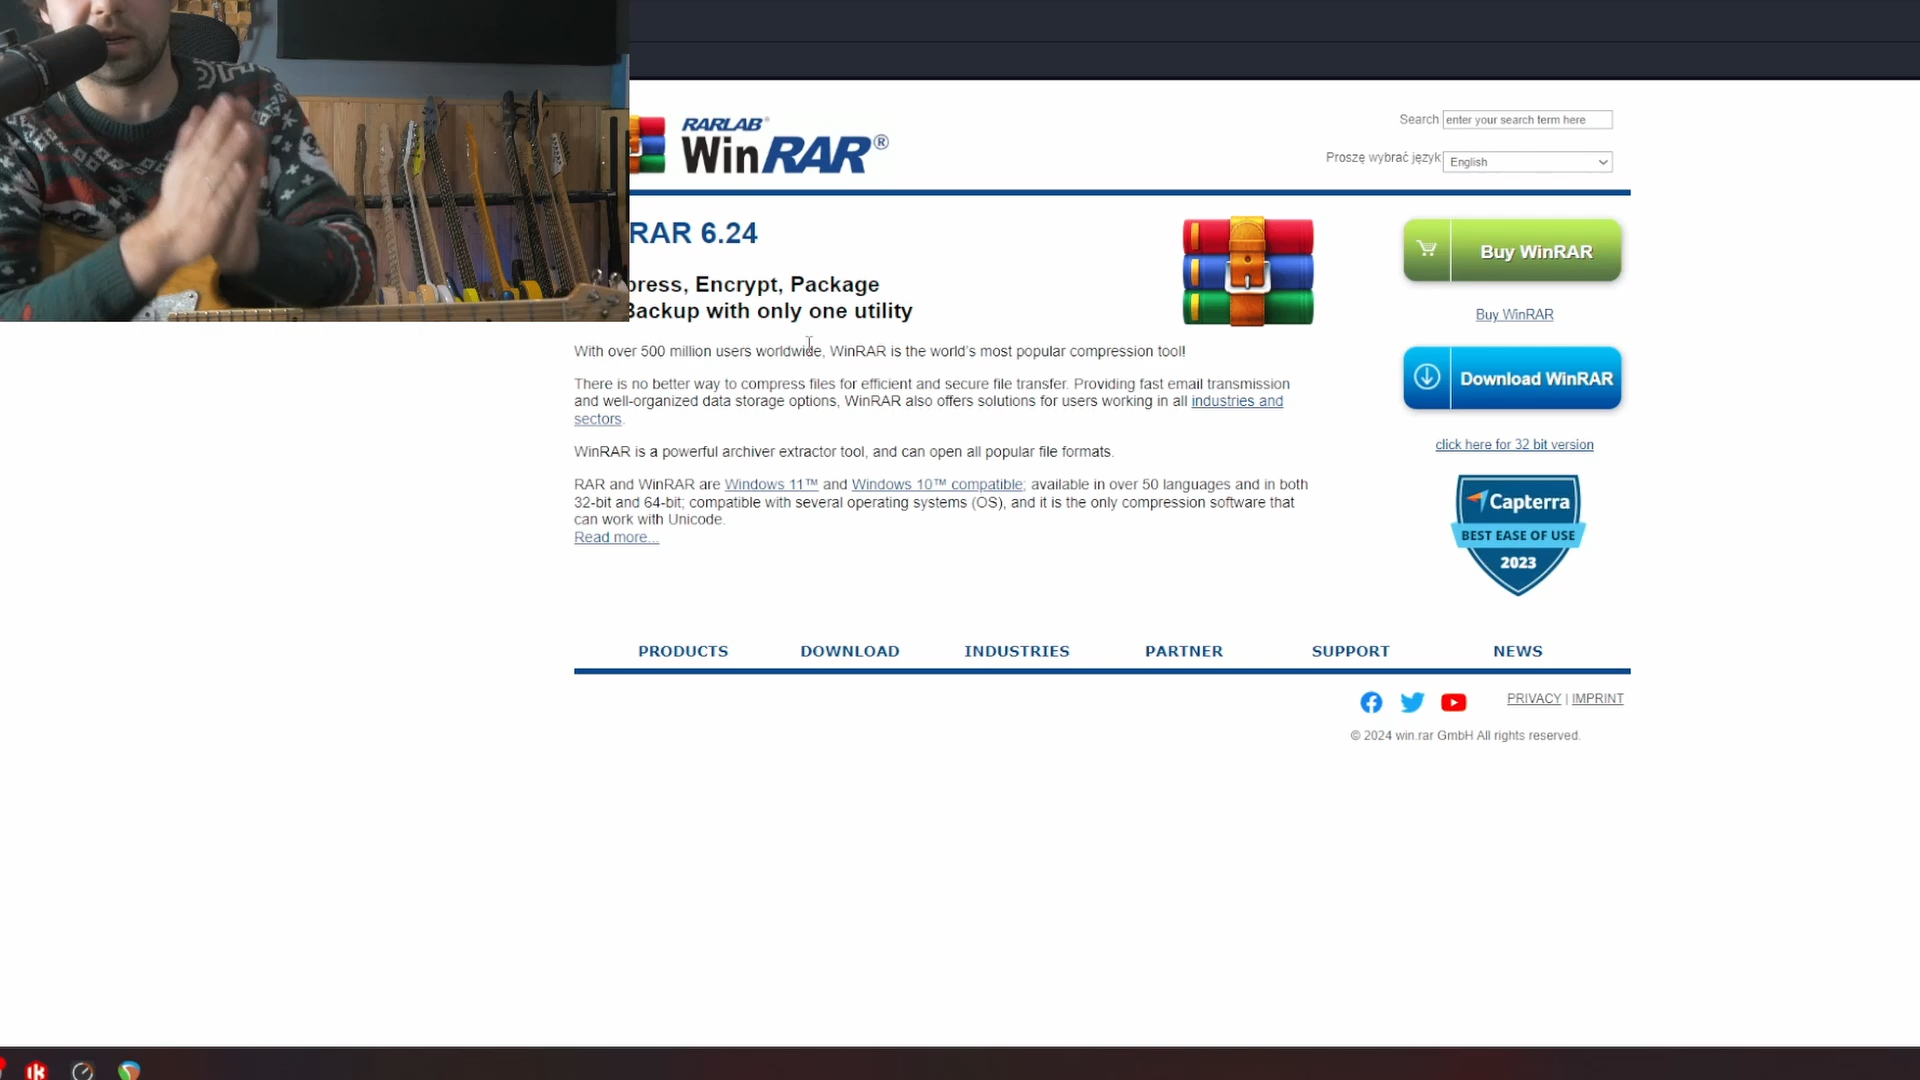 Search enter your search term here
RARLAB®
WinRAR®
Proszę wybrać język English
RAR 6.24
Buy WinRAR
press, Encrypt, Package
Backup with only one utility
Buy WinRAR
With over 500 million users worldwide, WinRAR is the world's most popular compression tool!
Download WinRAR
There is no better way to compress files for efficient and secure file transfer. Providing fast email transmission
and well-organized data storage options, WinRAR also offers solutions for users working in all industries and
sectors.
click here for 32 bit version
WinRAR is a powerful archiver extractor tool, and can open all popular file formats.
RAR and WinRAR are Windows 11™ and Windows 10™ compatible; available in over 50 languages and in both
32-bit and 64-bit; compatible with several operating systems (OS), and it is the only compression software that
can work with Unicode.
Read more...
Capterra
BEST EASE OF USE
2023
PRODUCTS DOWNLOAD INDUSTRIES PARTNER SUPPORT NEWS
PRIVACY | IMPRINT
© 2024 win.rar GmbH All rights reserved.